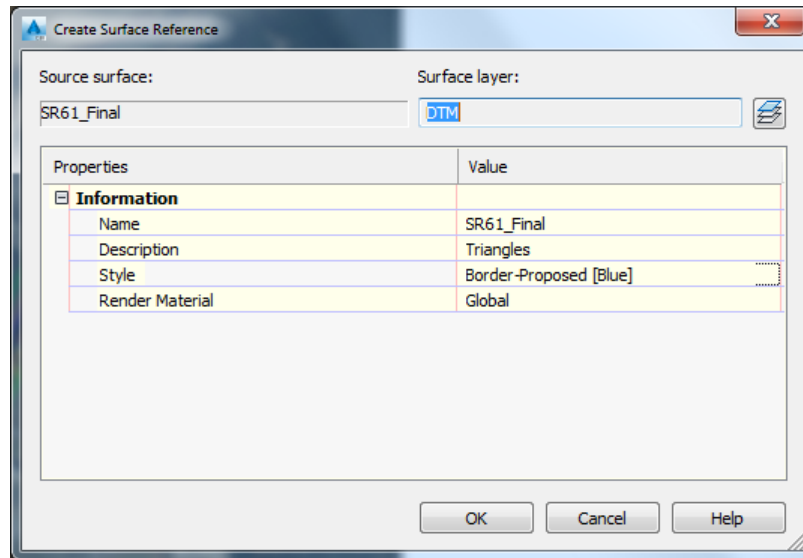 Create Surface Reference
Source surface: Surface layer:
SR61_Final DTM
Properties Value
Information
Name SR61_Final
Description Triangles
Style Border-Proposed [Blue]
Render Material Global
OK Cancel Help